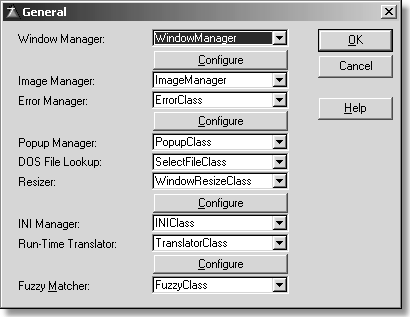 General
Window Manager: WindowManager OK
Configure
Cancel
Image Manager: ImageManager
Error Manager: ErrorClass
Help
Configure
Popup Manager: PopupClass
DOS File Lookup: SelectFileClass
Resizer: WindowResizeClass
Configure
INI Manager: INIClass
Run-Time Translator: TranslatorClass
Configure
Fuzzy Matcher: FuzzyClass